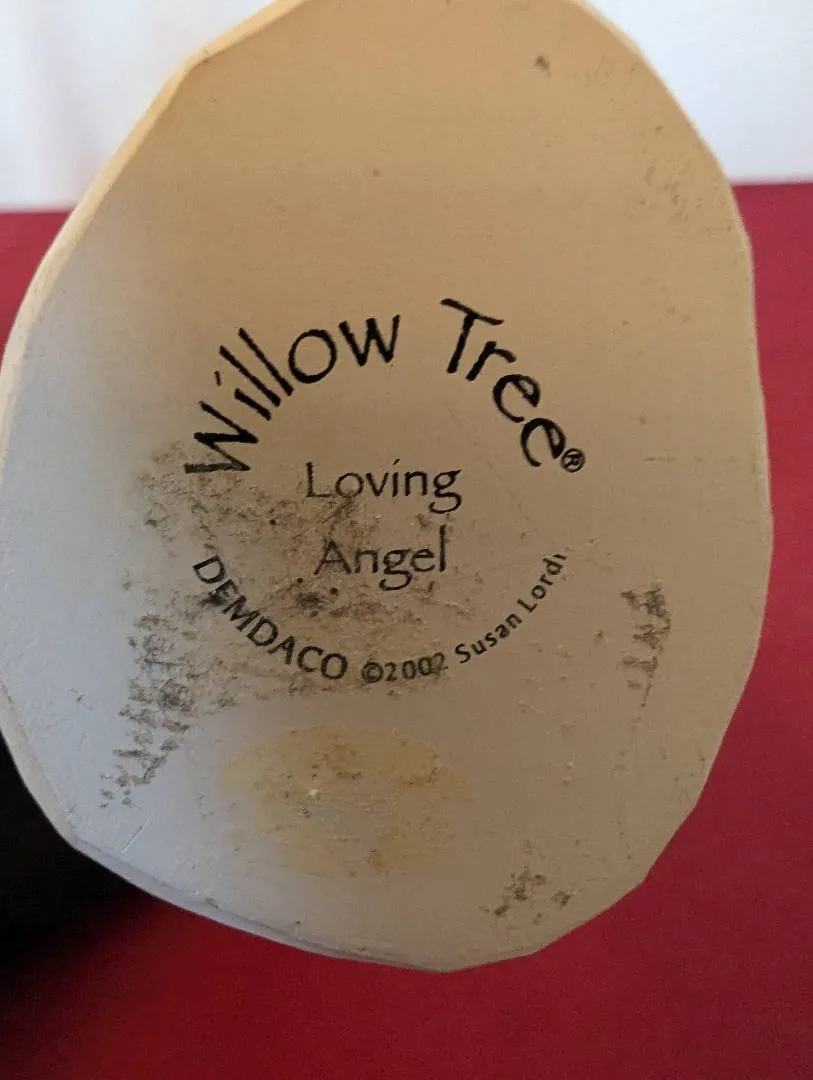 Willow Tree®
Loving
Angel
DEMDACO ©2002 Susan Lordi